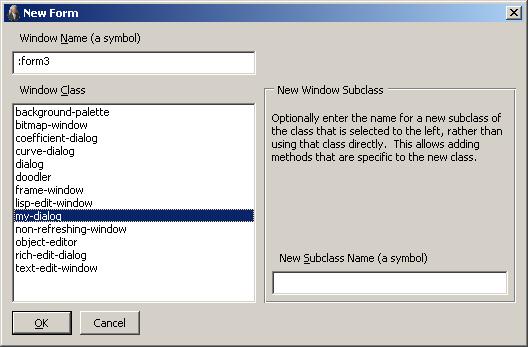 New Form
Window Name (a symbol)
:form3
Window Class
background-palette
bitmap-window
coefficient-dialog
curve-dialog
dialog
doodler
frame-window
lisp-edit-window
my-dialog
non-refreshing-window
object-editor
rich-edit-dialog
text-edit-window
New Window Subclass
Optionally enter the name for a new subclass of
the class that is selected to the left, rather than
using that class directly. This allows adding
methods that are specific to the new class.
New Subclass Name (a symbol)
OK
Cancel